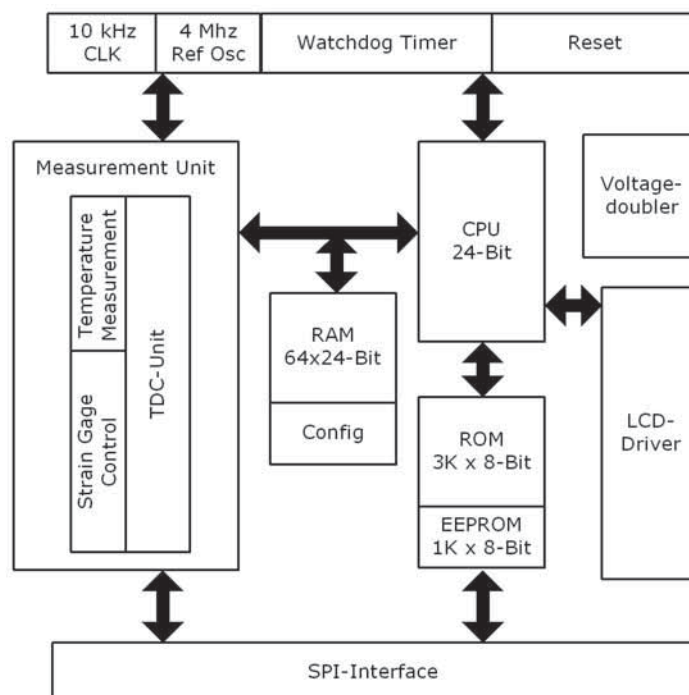 10 kHz
CLK
4 Mhz
Ref Osc
Watchdog Timer
Reset
Measurement Unit
Temperature
Measurement
Strain Gage
Control
TDC-Unit
CPU
24-Bit
Voltage-
doubler
RAM
64x24-Bit
Config
ROM
3K x 8-Bit
EEPROM
1K x 8-Bit
LCD-
Driver
SPI-Interface